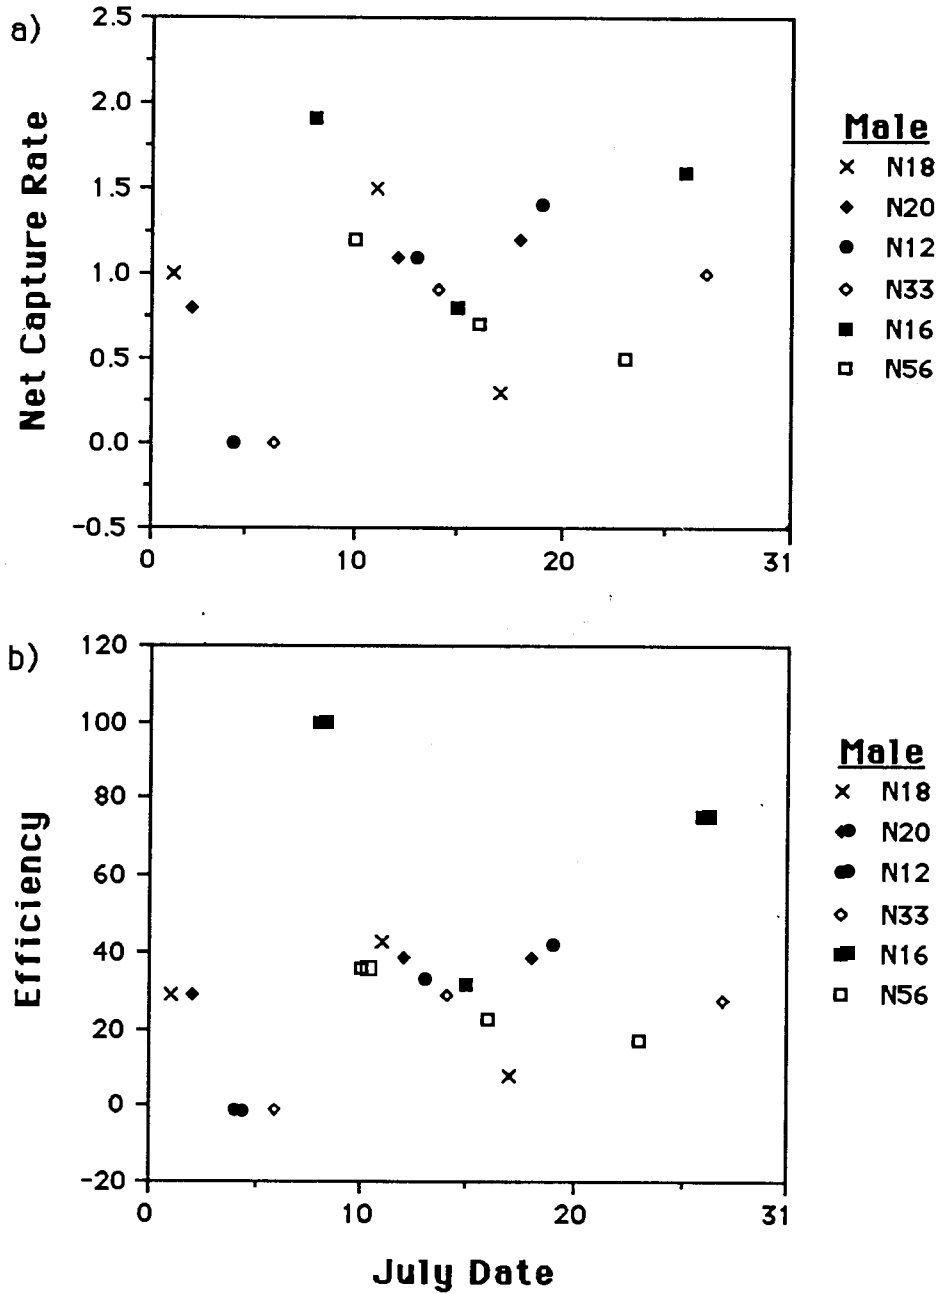 a)
2.5
2.0
1.5
1.0
0.5
0.0
-0.5
Net Capture Rate
0 10 20 31
Male
N18
N20
N12
N33
N16
N56
b)
120
100
80
60
40
20
0
-20
Efficiency
0 10 20 31
July Date
Male
N18
N20
N12
N33
N16
N56